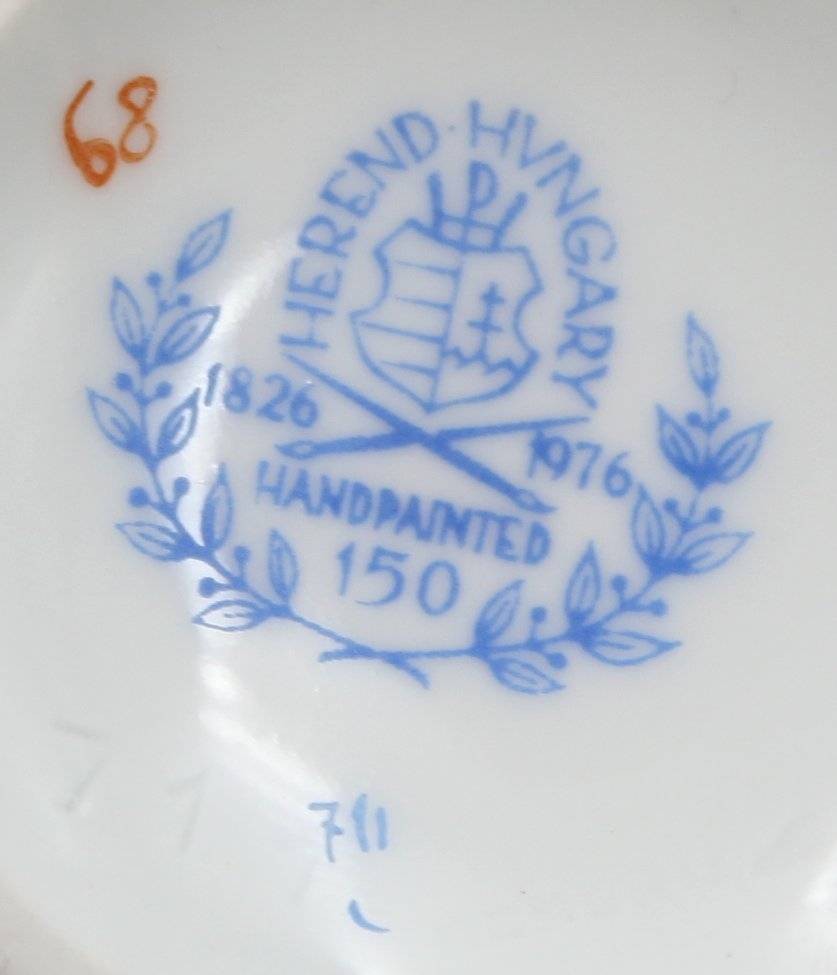 68
HEREND · HVNGARY
1826 1976
HANDPAINTED
150
711